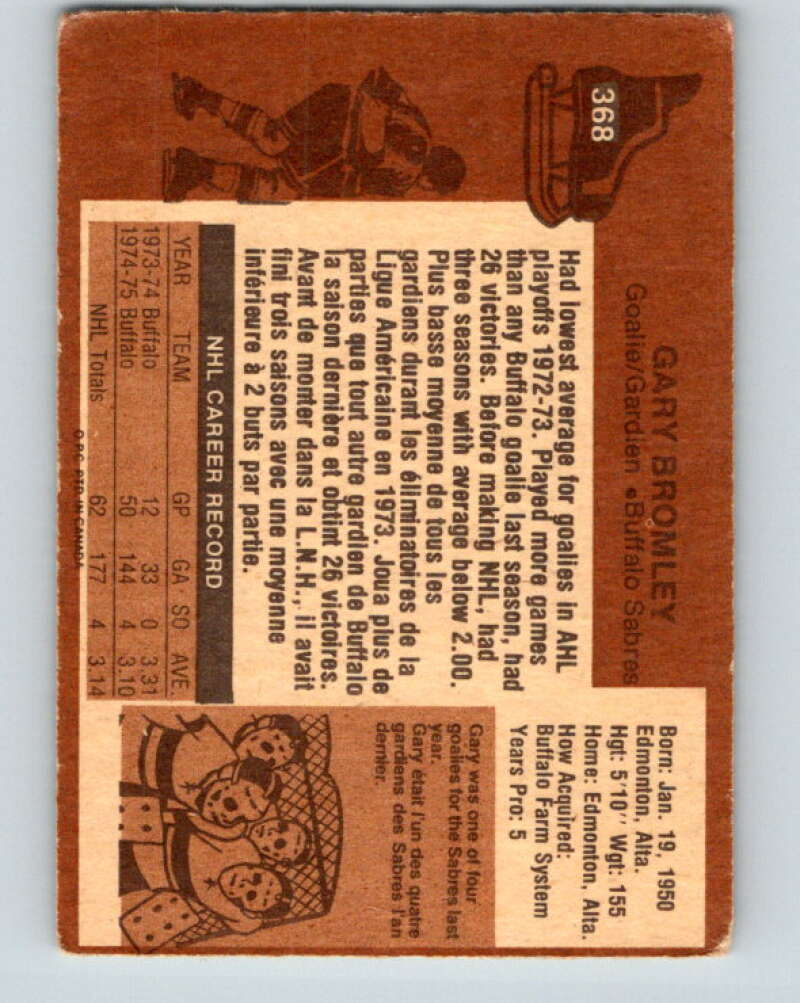 368
GARY BROMLEY
Goalie/Gardien •Buffalo Sabres
Had lowest average for goalies in AHL
playoffs 1972-73. Played more games
than any Buffalo goalie last season, had
26 victories. Before making NHL, had
three seasons with average below 2.00.
Plus basse moyenne de tous les
gardiens durant les éliminatoires de la
Ligue Américaine en 1973. Joua plus de
parties que tout autre gardien de Buffalo
la saison dernière et obtint 26 victoires.
Avant de monter dans la L.N.H., il avait
fini trois saisons avec une moyenne
inférieure à 2 buts par partie.
NHL CAREER RECORD
YEAR TEAM GP GA SO AVE.
1973-74 Buffalo 12 33 0 3.31
1974-75 Buffalo 50 144 4 3.10
NHL Totals 62 177 4 3.14
O.P.C. PTD. IN CANADA
Born: Jan. 19, 1950
Edmonton, Alta.
Hgt: 5'10'' Wgt: 155
Home: Edmonton, Alta.
How Acquired:
Buffalo Farm System
Years Pro: 5
Gary was one of four
goalies for the Sabres last
year.
Gary était l'un des quatre
gardiens des Sabres l'an
dernier.